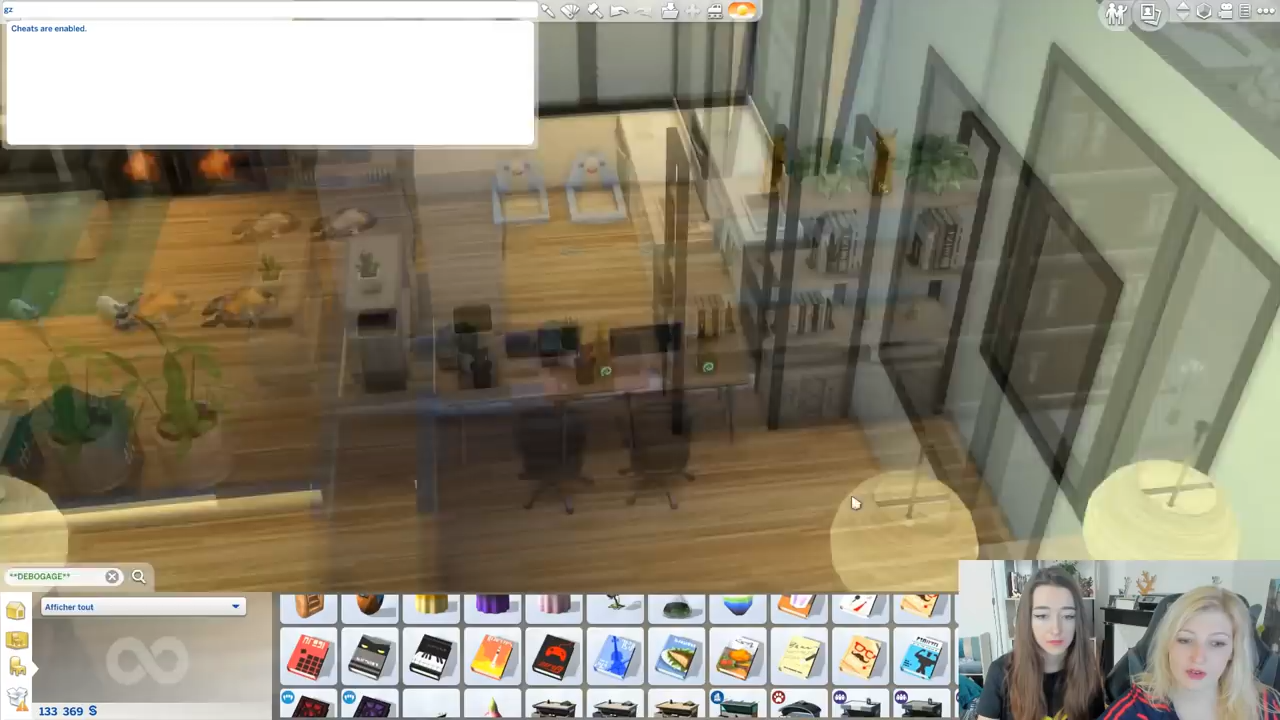 gz
Cheats are enabled.
**DEBOGAGE**
Afficher tout
133 369 $